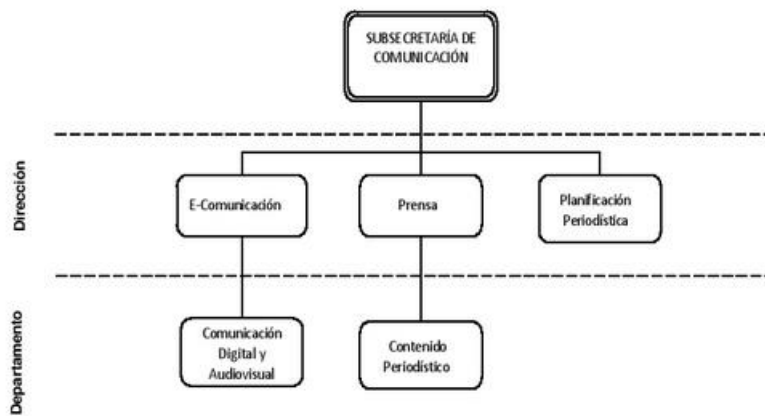 SUBSECRETARÍA DE
COMUNICACIÓN
Dirección
E-Comunicación
Prensa
Planificación
Periodística
Departamento
Comunicación
Digital y
Audiovisual
Contenido
Periodístico